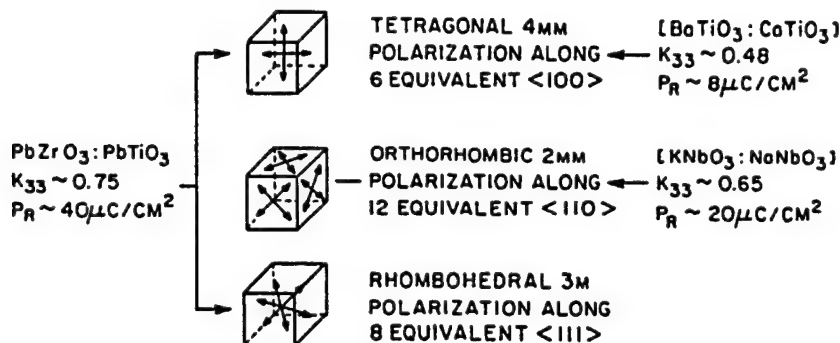 TETRAGONAL 4MM
POLARIZATION ALONG
6 EQUIVALENT <100>
[BaTiO3:CaTiO3]
K33 ~ 0.48
PR ~ 8μC/CM2
PbZrO3:PbTiO3
K33 ~ 0.75
PR ~ 40μC/CM2
ORTHORHOMBIC 2MM
POLARIZATION ALONG
12 EQUIVALENT <110>
[KNbO3:NaNbO3]
K33 ~ 0.65
PR ~ 20μC/CM2
RHOMBOHEDRAL 3M
POLARIZATION ALONG
8 EQUIVALENT <111>